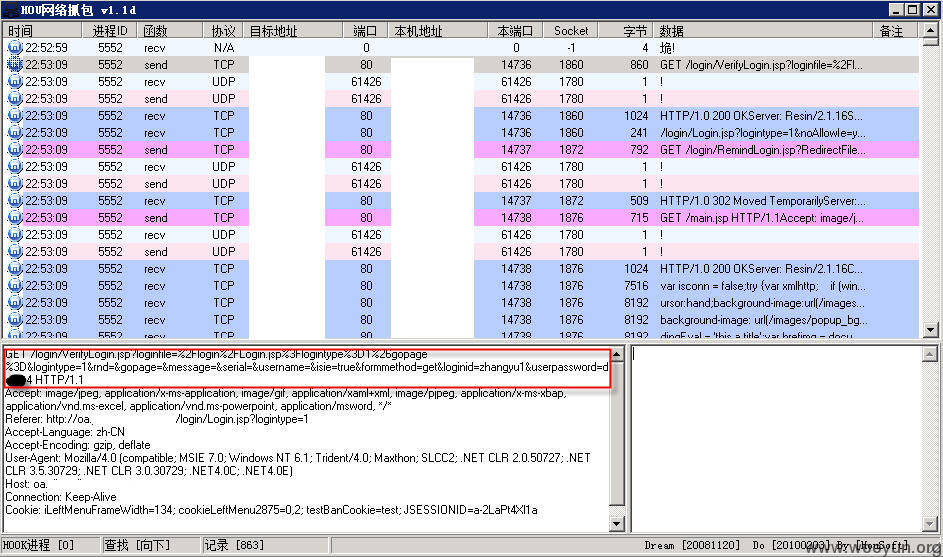 HOW网络抓包 v1.1d
时间 进程ID 函数 协议 目标地址 端口 本机地址 本端口 Socket 字节 数据 备注
22:52:59 5552 recv N/A 0 0 -1 4 !
22:53:09 5552 send TCP 80 14736 1860 860 GET /login/VerifyLogin.jsp?loginfile=%2Fl...
22:53:09 5552 recv UDP 61426 61426 1780 1 !
22:53:09 5552 send UDP 61426 61426 1780 1 !
22:53:09 5552 recv TCP 80 14736 1860 1024 HTTP/1.0 200 OKServer: Resin/2.1.16S...
22:53:09 5552 recv TCP 80 14736 1860 241 /login/Login.jsp?logintype=1&noAllowIe=y...
22:53:09 5552 send TCP 80 14737 1872 792 GET /login/RemindLogin.jsp?RedirectFile...
22:53:09 5552 recv UDP 61426 61426 1780 1 !
22:53:09 5552 send UDP 61426 61426 1780 1 !
22:53:09 5552 recv TCP 80 14737 1872 509 HTTP/1.0 302 Moved TemporarilyServer:...
22:53:09 5552 send TCP 80 14738 1876 715 GET /main.jsp HTTP/1.1Accept: image/j...
22:53:09 5552 recv UDP 61426 61426 1780 1 !
22:53:09 5552 send UDP 61426 61426 1780 1 !
22:53:09 5552 recv TCP 80 14738 1876 1024 HTTP/1.0 200 OKServer: Resin/2.1.16C...
22:53:09 5552 recv TCP 80 14738 1876 7516 var isconn = false;try {var xmlhttp; if (win...
22:53:09 5552 recv TCP 80 14738 1876 8192 ursor:hand;background-image:url(/images...
22:53:09 5552 recv TCP 80 14738 1876 8192 background-image: url(/images/popup_bg...
22:53:09 5552 recv TCP 80 14738 1876 8192 dingEval = 'this.a.title';var hrefimg = docu...
GET /login/VerifyLogin.jsp?loginfile=%2Flogin%2FLogin.jsp%3Flogintype%3D1%26gopage
%3D&logintype=1&rnd=&gopage=&message=&serial=&username=&isie=true&formmethod=get&loginid=zhangyu1&userpassword=d
4 HTTP/1.1
Accept: image/jpeg, application/x-ms-application, image/gif, application/xaml+xml, image/pjpeg, application/x-ms-xbap,
application/vnd.ms-excel, application/vnd.ms-powerpoint, application/msword, */*
Referer: http://oa. /login/Login.jsp?logintype=1
Accept-Language: zh-CN
Accept-Encoding: gzip, deflate
User-Agent: Mozilla/4.0 (compatible; MSIE 7.0; Windows NT 6.1; Trident/4.0; Maxthon; SLCC2; .NET CLR 2.0.50727; .NET
CLR 3.5.30729; .NET CLR 3.0.30729; .NET4.0C; .NET4.0E)
Host: oa.
Connection: Keep-Alive
Cookie: iLeftMenuFrameWidth=134; cookieLeftMenu2875=0,2; testBanCookie=test; JSESSIONID=a-2LaPt4XI1a
HOOK进程 [0] 查找 [向下] 记录 [863] Dream [20081120] Do [20100203] By [MonSoft]
www.wooyun.org